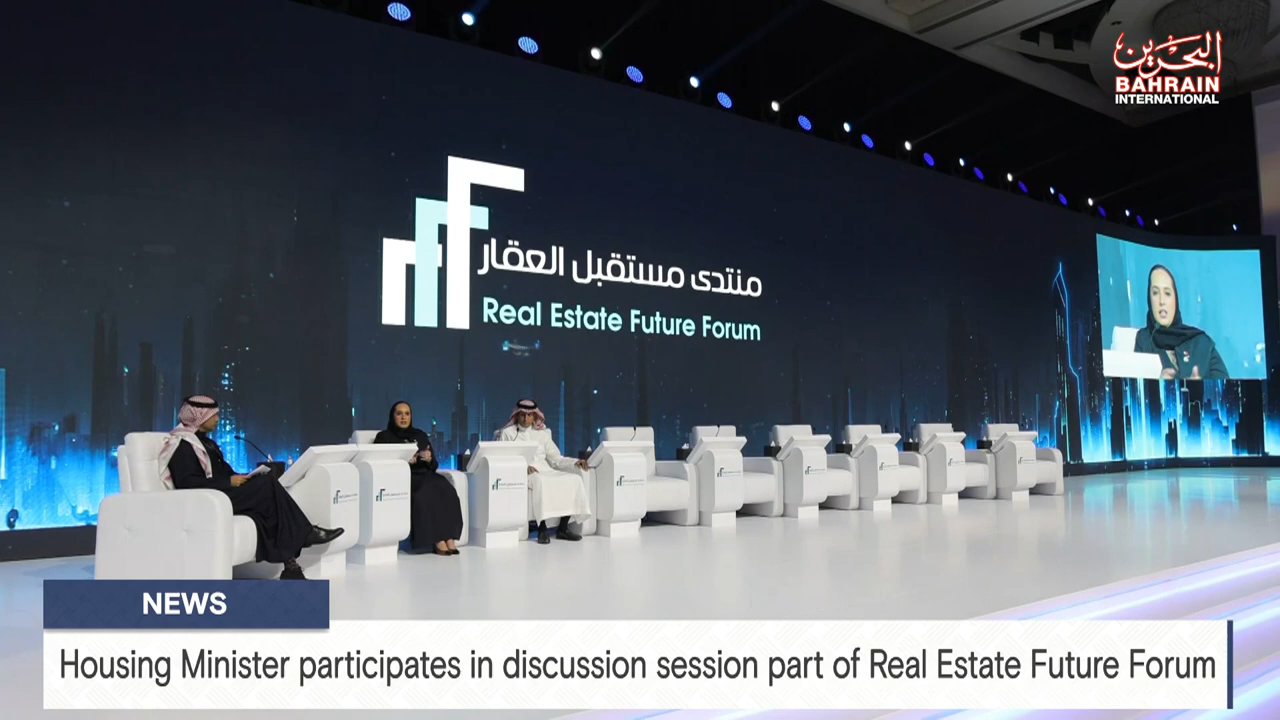 البحرين
BAHRAIN
INTERNATIONAL
منتدى مستقبل العقار
Real Estate Future Forum
NEWS
Housing Minister participates in discussion session part of Real Estate Future Forum